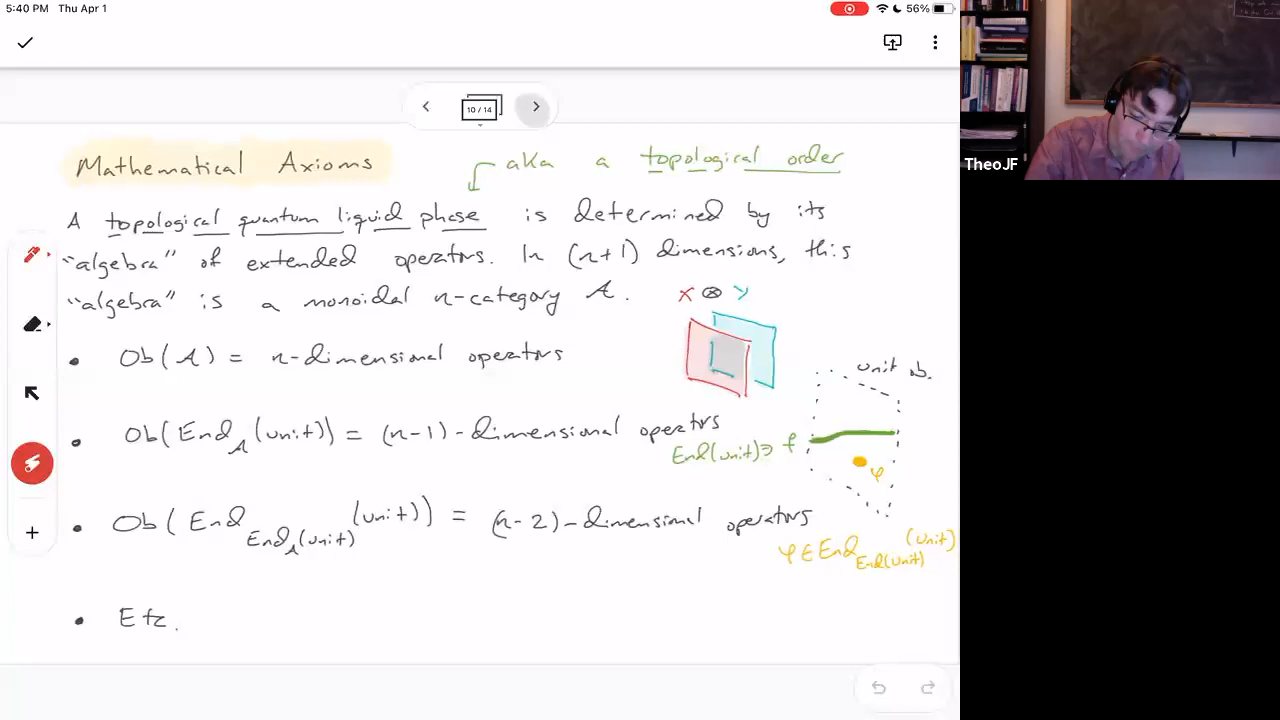 5:40 PM Thu Apr 1
56%
10 / 14
TheoJF
Mathematical Axioms
aka a topological order
A topological quantum liquid phase is determined by its
"algebra" of extended operators. In (n+1) dimensions, this
"algebra" is a monoidal n-category A.
X ⊗ Y
• Ob(A) = n-dimensional operators
unit ob.
• Ob(End_A(unit)) = (n-1)-dimensional operators
End(unit) ∋ f
φ
• Ob(End_{End_A(unit)}(unit)) = (n-2)-dimensional operators
φ ∈ End_{End(unit)}(unit)
• Etc.